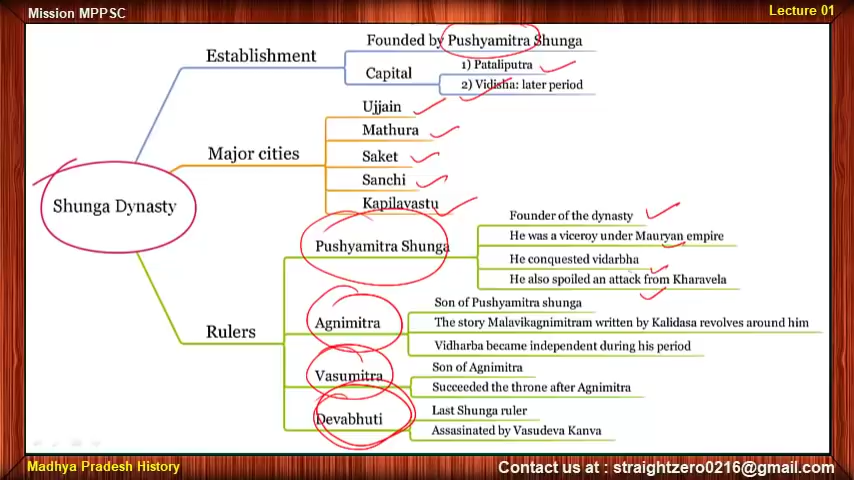 Mission MPPSC
Lecture 01
Establishment
Founded by Pushyamitra Shunga
Capital
1) Pataliputra
2) Vidisha: later period
Major cities
Ujjain
Mathura
Saket
Sanchi
Kapilavastu
Shunga Dynasty
Rulers
Pushyamitra Shunga
Founder of the dynasty
He was a viceroy under Mauryan empire
He conquested vidarbha
He also spoiled an attack from Kharavela
Agnimitra
Son of Pushyamitra shunga
The story Malavikagnimitram written by Kalidasa revolves around him
Vidharba became independent during his period
Vasumitra
Son of Agnimitra
Succeeded the throne after Agnimitra
Devabhuti
Last Shunga ruler
Assasinated by Vasudeva Kanva
Madhya Pradesh History
Contact us at : straightzero0216@gmail.com